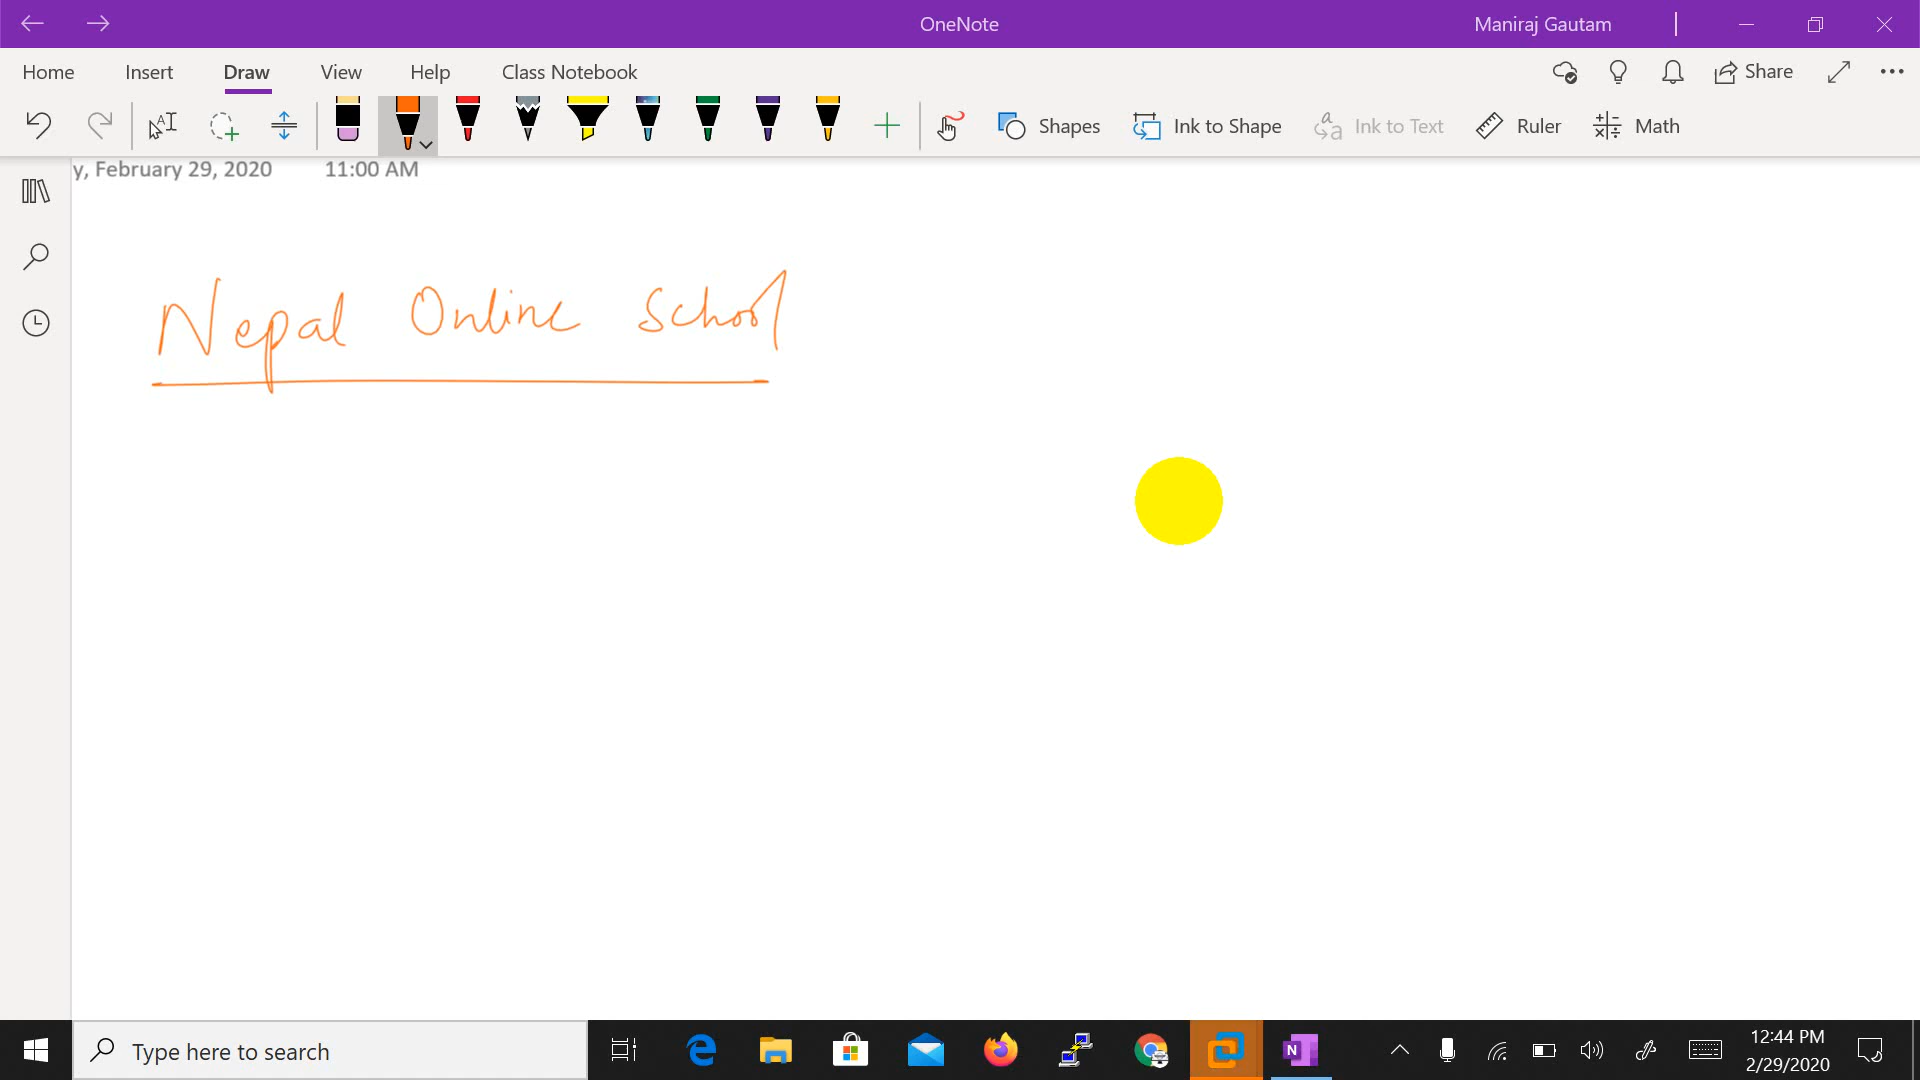 OneNote Maniraj Gautam
Home Insert Draw View Help Class Notebook Share
Shapes Ink to Shape Ink to Text Ruler Math
y, February 29, 2020 11:00 AM
Nepal Online School
Type here to search
12:44 PM
2/29/2020